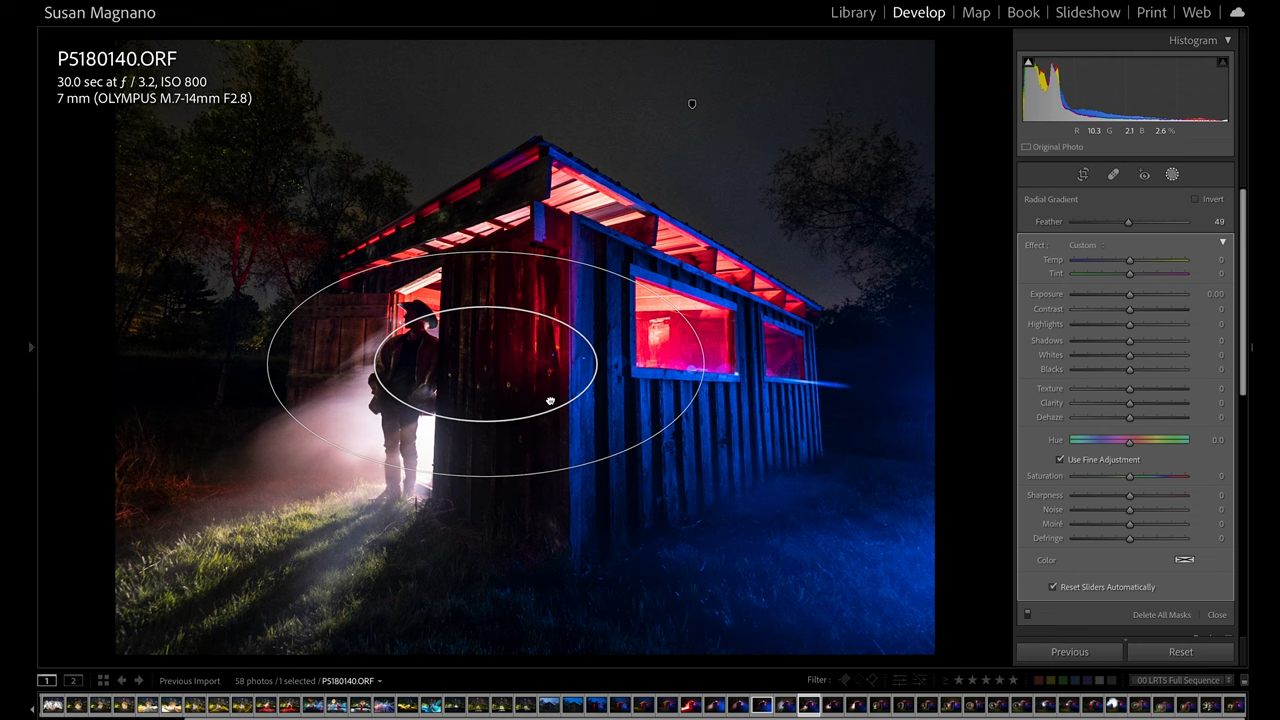 Susan Magnano
Library | Develop | Map | Book | Slideshow | Print | Web
Histogram
P5180140.ORF
30.0 sec at ƒ / 3.2, ISO 800
7 mm (OLYMPUS M.7-14mm F2.8)
R 10.3 G 2.1 B 2.6 %
Original Photo
Radial Gradient Invert
Feather 49
Effect : Custom
Temp 0
Tint 0
Exposure 0.00
Contrast 0
Highlights 0
Shadows 0
Whites 0
Blacks 0
Texture 0
Clarity 0
Dehaze 0
Hue 0.0
Use Fine Adjustment
Saturation 0
Sharpness 0
Noise 0
Moiré 0
Defringe 0
Color
Reset Sliders Automatically
Delete All Masks Close
Previous Reset
1 2 Previous Import 58 photos / 1 selected / P5180140.ORF Filter : 00 LRT5 Full Sequence